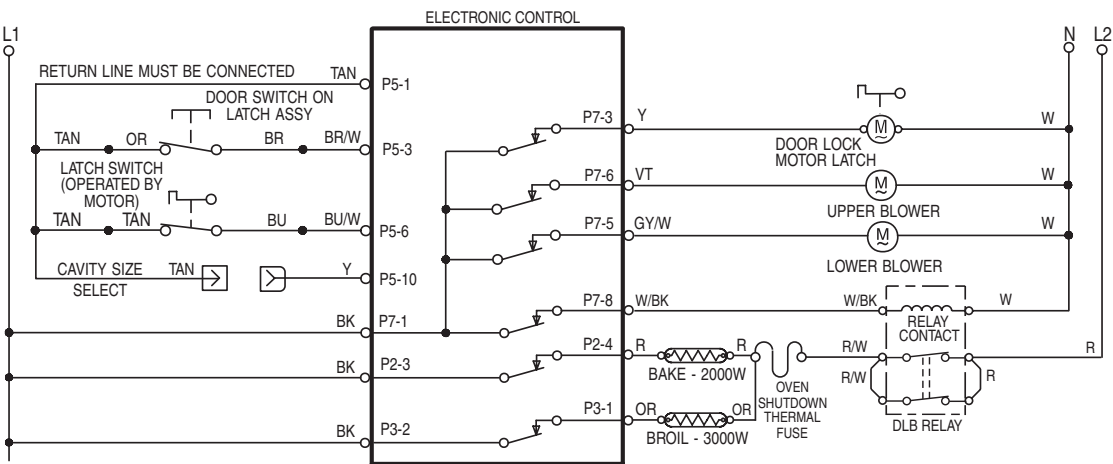 ELECTRONIC CONTROL
L1
N
L2
RETURN LINE MUST BE CONNECTED
TAN
P5-1
DOOR SWITCH ON
LATCH ASSY
TAN
OR
BR
BR/W
P5-3
LATCH SWITCH
(OPERATED BY
MOTOR)
TAN
TAN
BU
BU/W
P5-6
CAVITY SIZE
SELECT
TAN
Y
P5-10
BK
P7-1
BK
P2-3
BK
P3-2
P7-3
Y
M
W
DOOR LOCK
MOTOR LATCH
P7-6
VT
M
W
UPPER BLOWER
P7-5
GY/W
M
W
LOWER BLOWER
P7-8
W/BK
W/BK
W
RELAY
CONTACT
P2-4
R
R
BAKE - 2000W
R/W
R
R/W
R
OVEN
SHUTDOWN
THERMAL
FUSE
P3-1
OR
OR
BROIL - 3000W
DLB RELAY